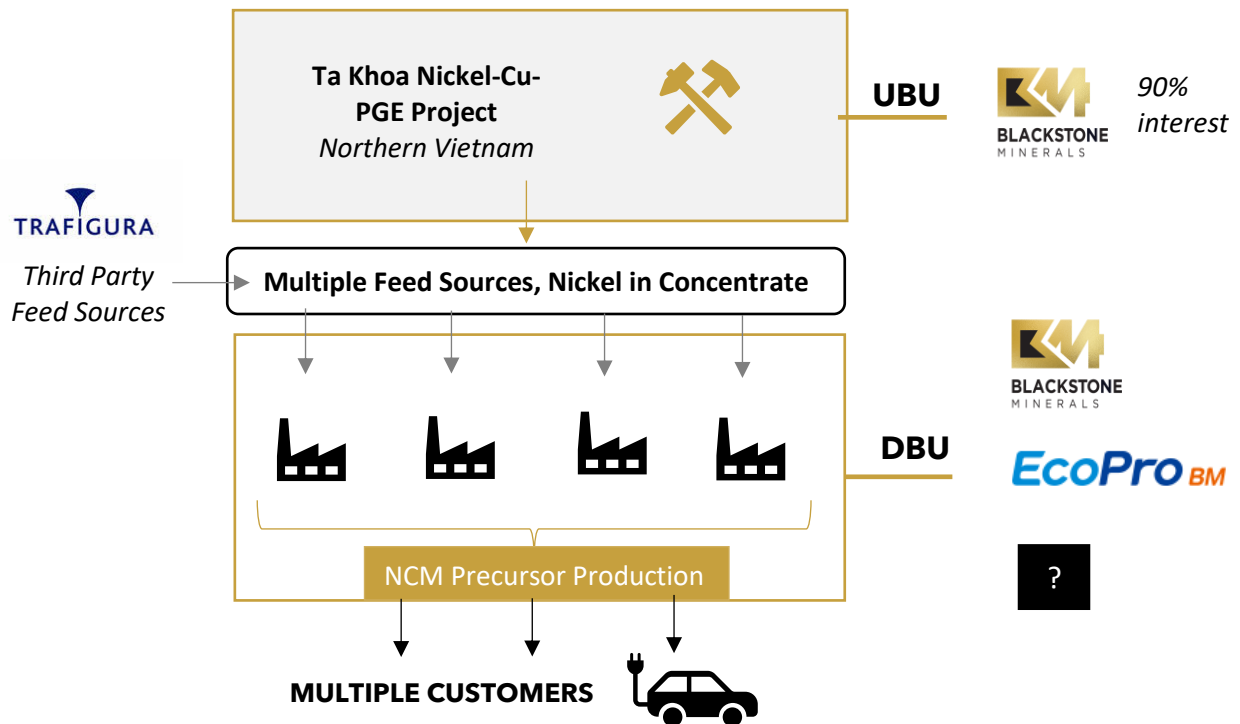 Ta Khoa Nickel-Cu-
PGE Project
Northern Vietnam
UBU
BLACKSTONE
MINERALS
90%
interest
TRAFIGURA
Third Party
Feed Sources
Multiple Feed Sources, Nickel in Concentrate
BLACKSTONE
MINERALS
DBU
EcoPro BM
NCM Precursor Production
?
MULTIPLE CUSTOMERS